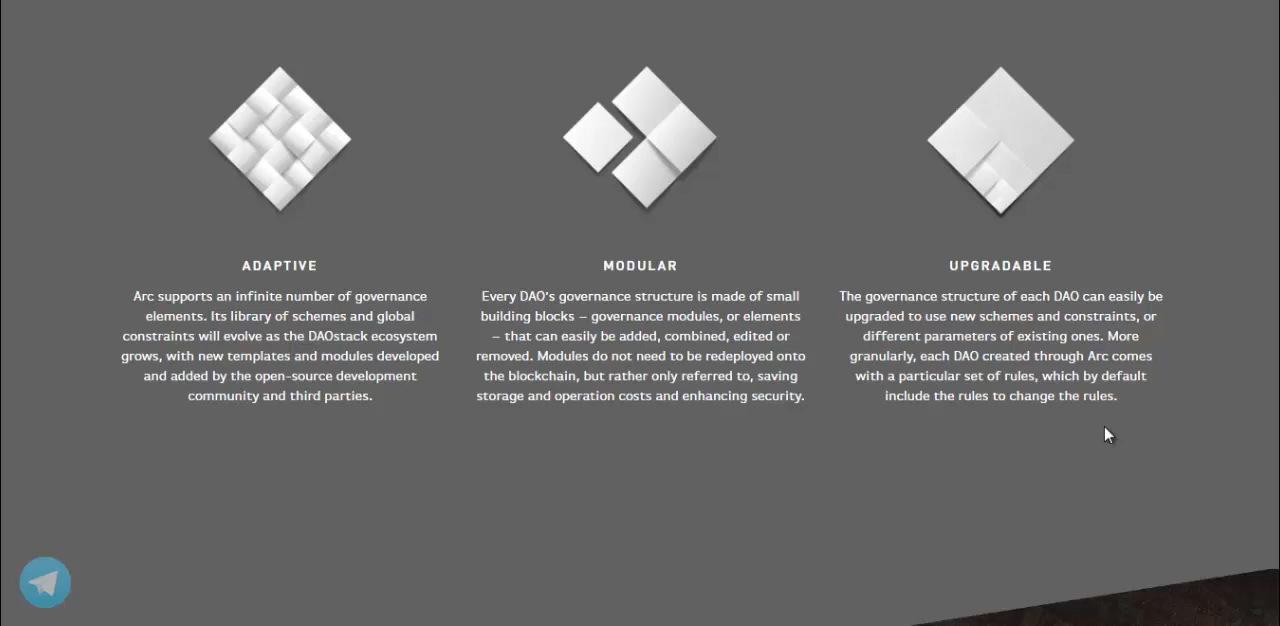 ADAPTIVE
Arc supports an infinite number of governance
elements. Its library of schemes and global
constraints will evolve as the DAOstack ecosystem
grows, with new templates and modules developed
and added by the open-source development
community and third parties.
MODULAR
Every DAO's governance structure is made of small
building blocks – governance modules, or elements
– that can easily be added, combined, edited or
removed. Modules do not need to be redeployed onto
the blockchain, but rather only referred to, saving
storage and operation costs and enhancing security.
UPGRADABLE
The governance structure of each DAO can easily be
upgraded to use new schemes and constraints, or
different parameters of existing ones. More
granularly, each DAO created through Arc comes
with a particular set of rules, which by default
include the rules to change the rules.